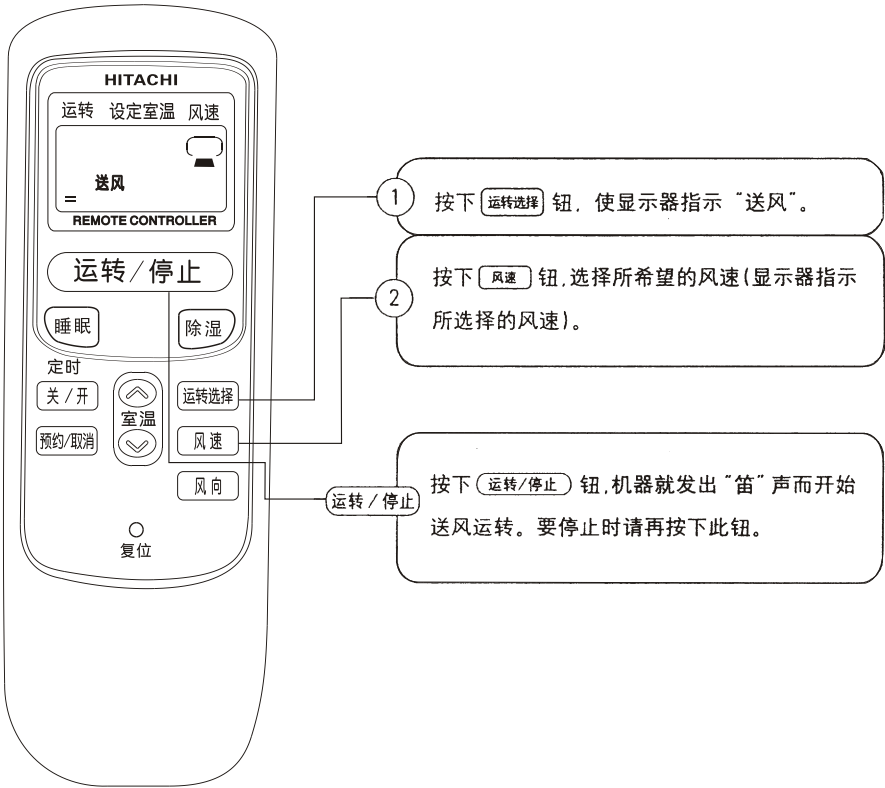 HITACHI
运转 设定室温 风速
送风
REMOTE CONTROLLER
运转/停止
睡眠
除湿
定时
关/开
室温
运转选择
预约/取消
风速
风向
复位
1
按下 运转选择 钮, 使显示器指示“送风”。
2
按下 风速 钮,选择所希望的风速(显示器指示
所选择的风速)。
运转/停止
按下 运转/停止 钮,机器就发出“笛”声而开始
送风运转。要停止时请再按下此钮。